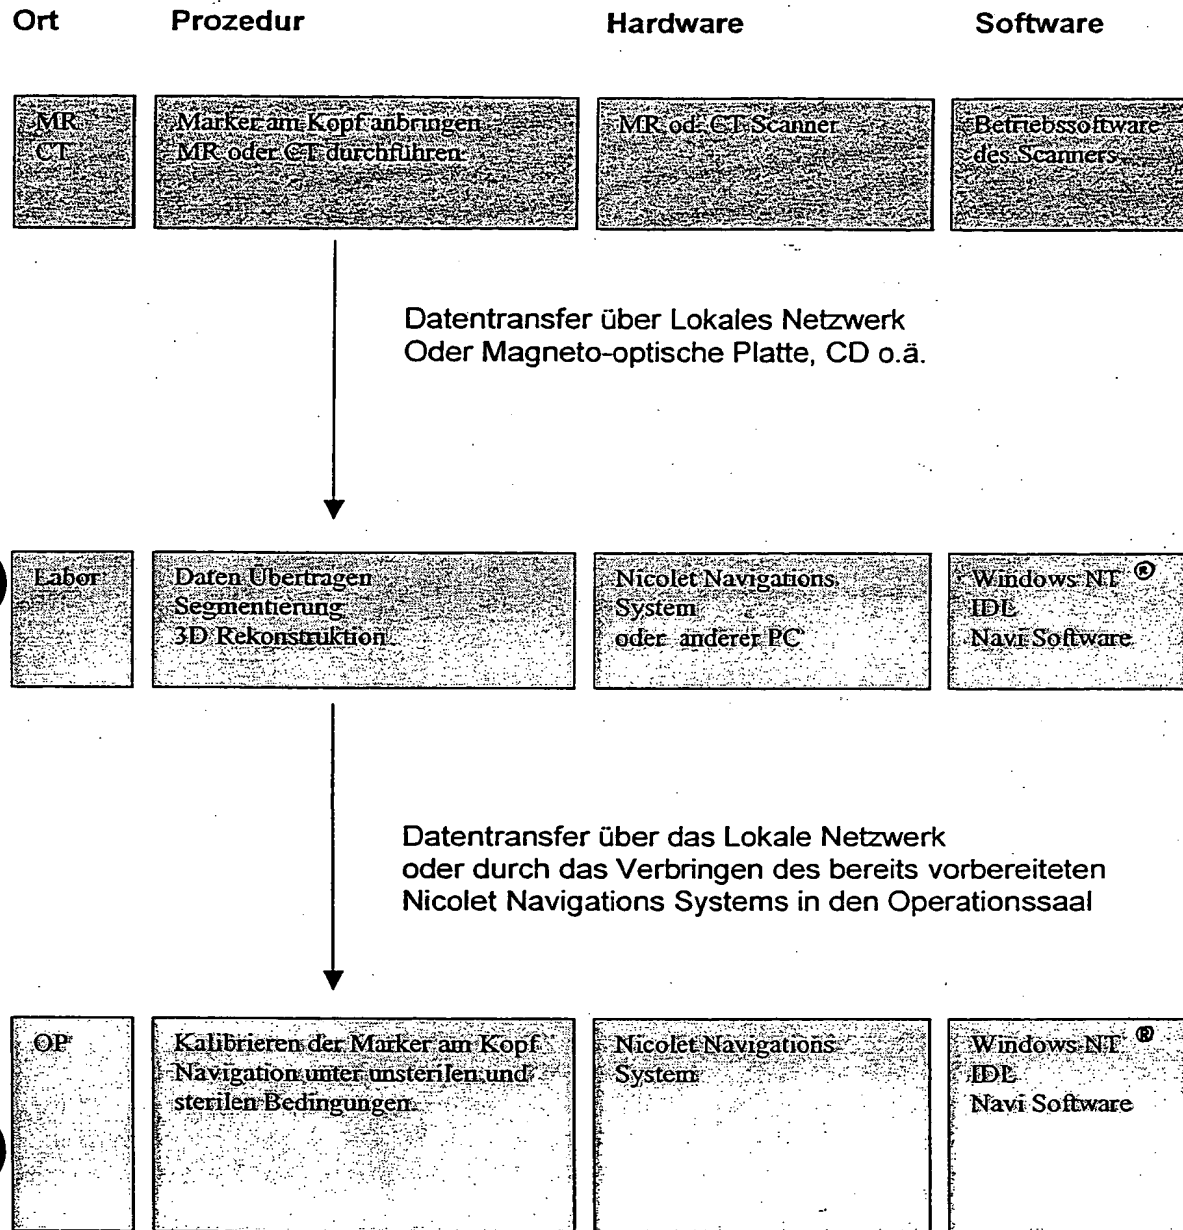 Ort Prozedur Hardware Software
MR
CT
Marker am Kopf anbringen
MR oder CT durchführen
MR od. CT Scanner
Betriebssoftware
des Scanners
Datentransfer über Lokales Netzwerk
Oder Magneto-optische Platte, CD o.ä.
Labor
Daten Übertragen
Segmentierung
3D Rekonstruktion
Nicolet Navigations
System
oder anderer PC
Windows NT ®
IDL
Navi Software
Datentransfer über das Lokale Netzwerk
oder durch das Verbringen des bereits vorbereiteten
Nicolet Navigations Systems in den Operationssaal
OP
Kalibrieren der Marker am Kopf
Navigation unter unsterilen und
sterilen Bedingungen
Nicolet Navigations
System
Windows NT ®
IDL
Navi Software